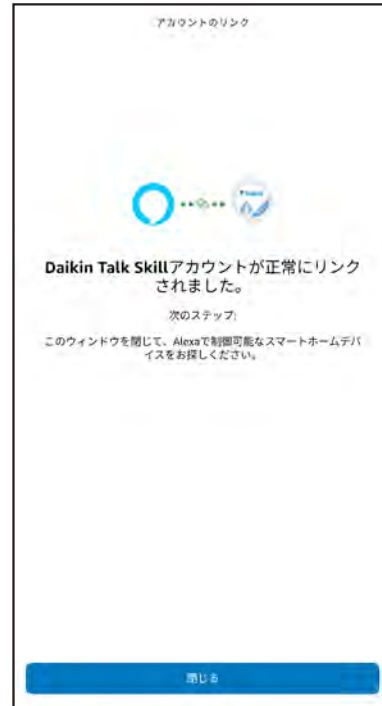 アカウントのリンク
Daikin Talk Skillアカウントが正常にリンク
されました。
次のステップ:
このウィンドウを閉じて、Alexaで制御可能なスマートホームデバ
イスをお探しください。
閉じる